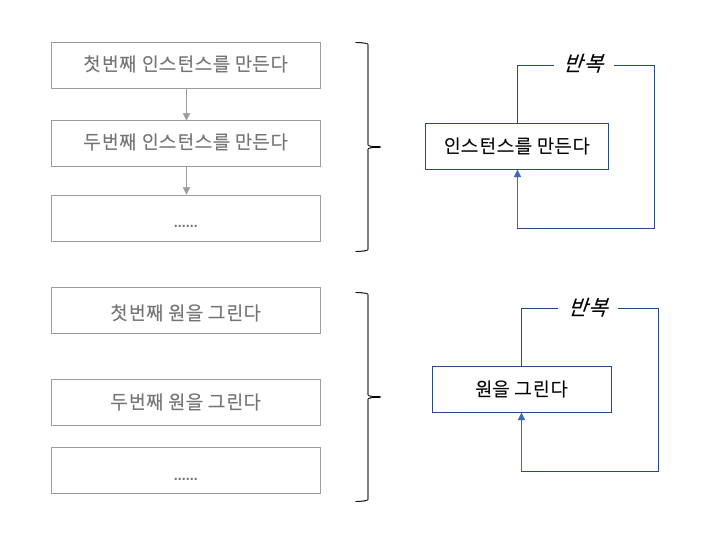 첫번째 인스턴스를 만든다
두번째 인스턴스를 만든다
......
반복
인스턴스를 만든다
첫번째 원을 그린다
두번째 원을 그린다
......
반복
원을 그린다